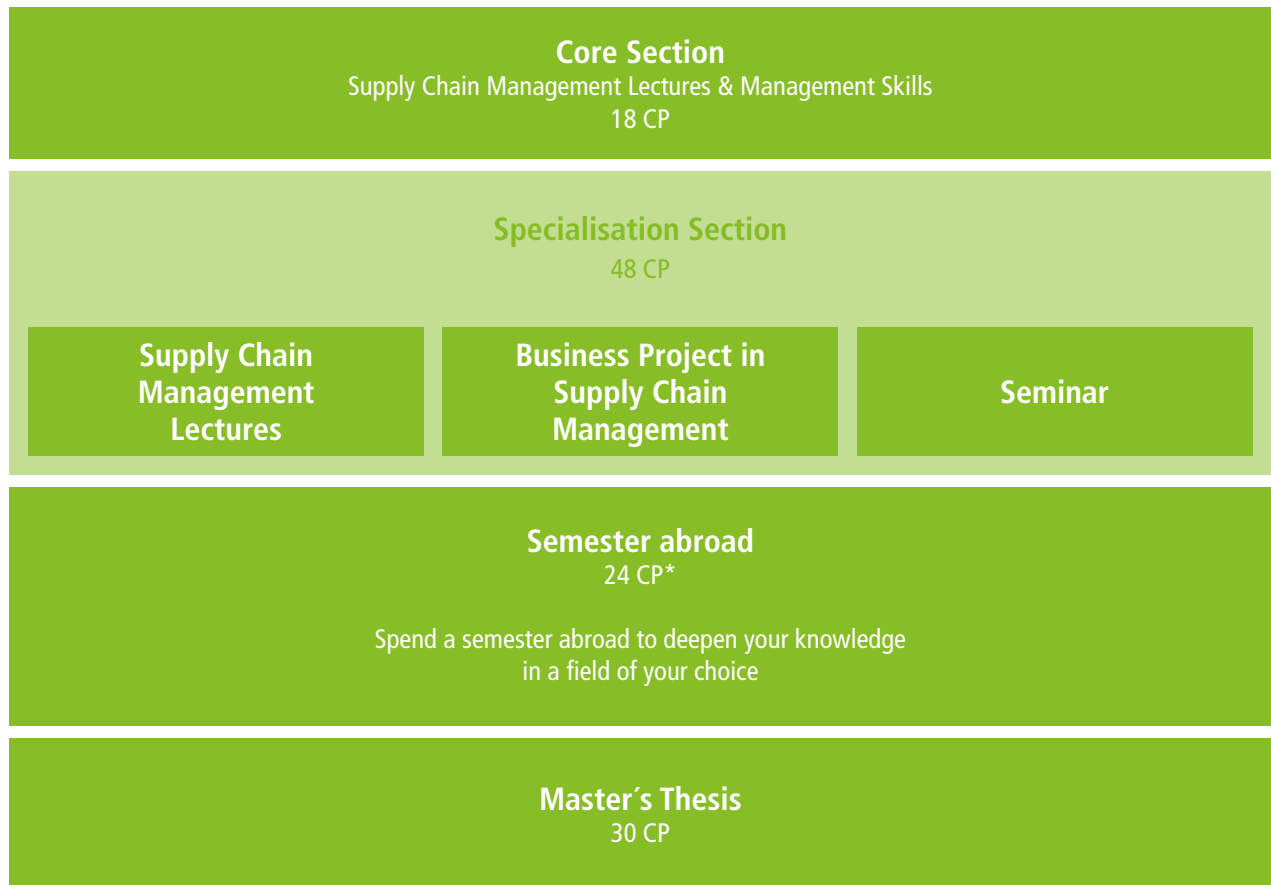 Core Section
Supply Chain Management Lectures & Management Skills
18 CP
Specialisation Section
48 CP
Supply Chain
Management
Lectures
Business Project in
Supply Chain
Management
Seminar
Semester abroad
24 CP*
Spend a semester abroad to deepen your knowledge
in a field of your choice
Master´s Thesis
30 CP